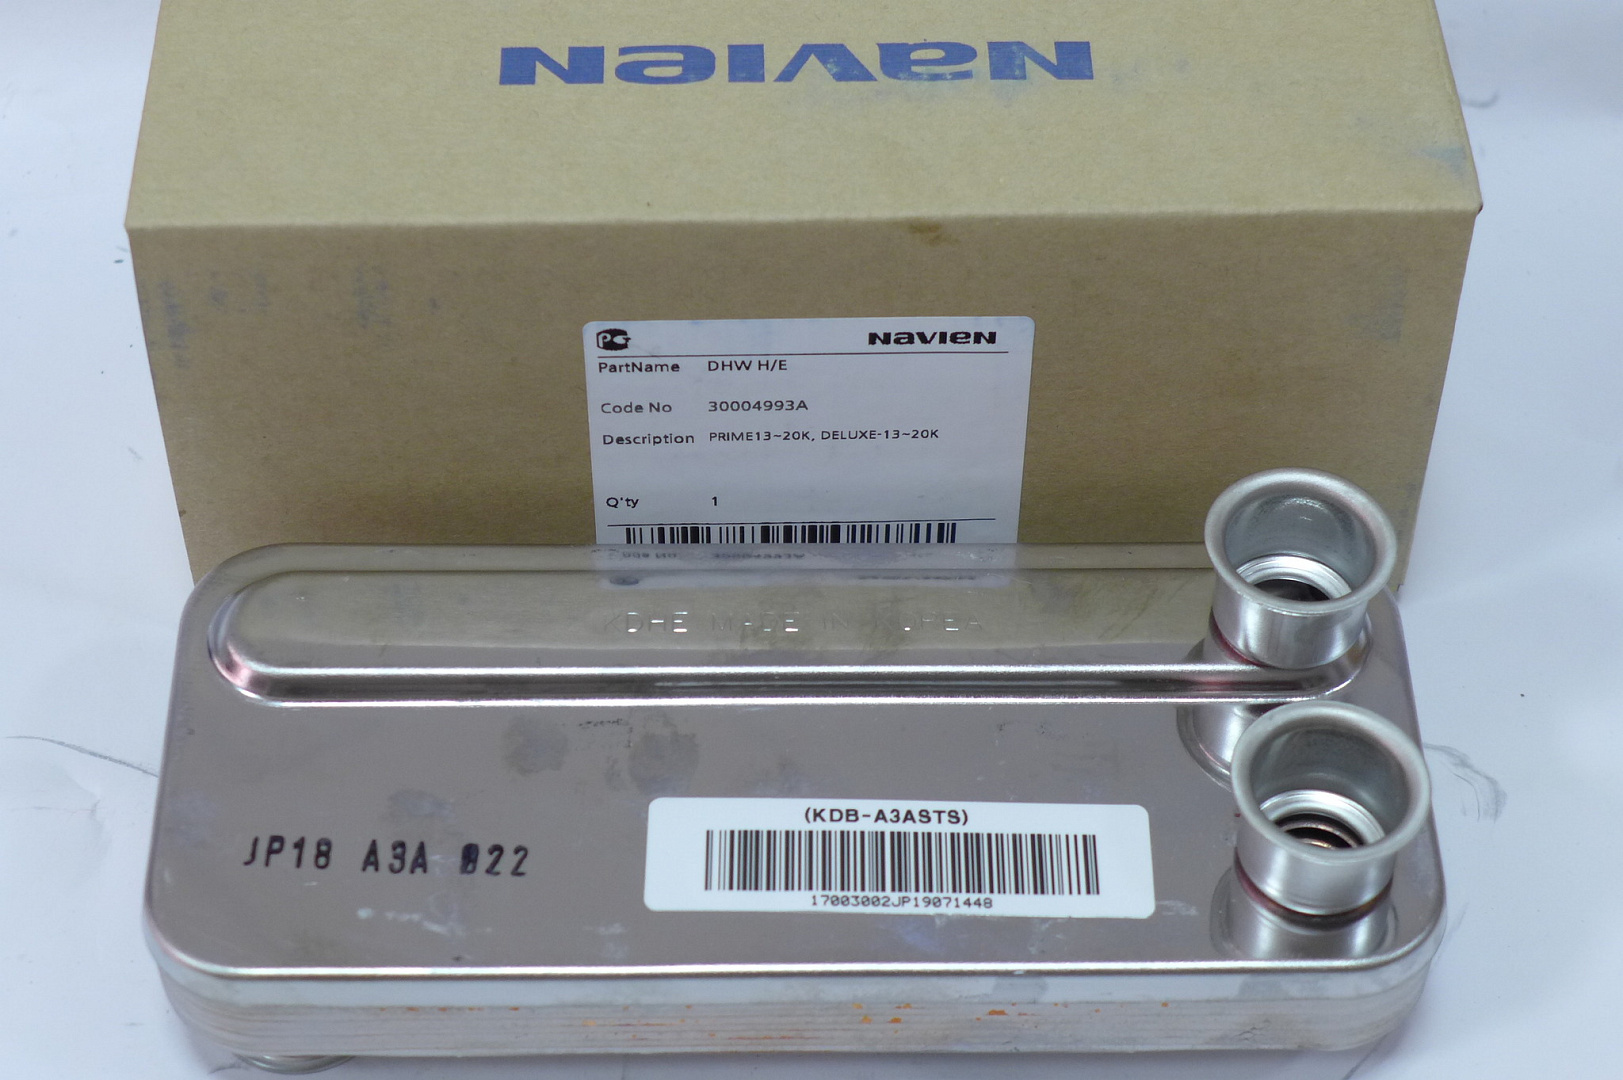 Navien
PG Navien
PartName DHW H/E
Code No 30004993A
Description PRIME13~20K, DELUXE-13~20K
Q'ty 1
KDHE MADE IN KOREA
(KDB-A3ASTS)
JP18 A3A 822
17003002JP19071448